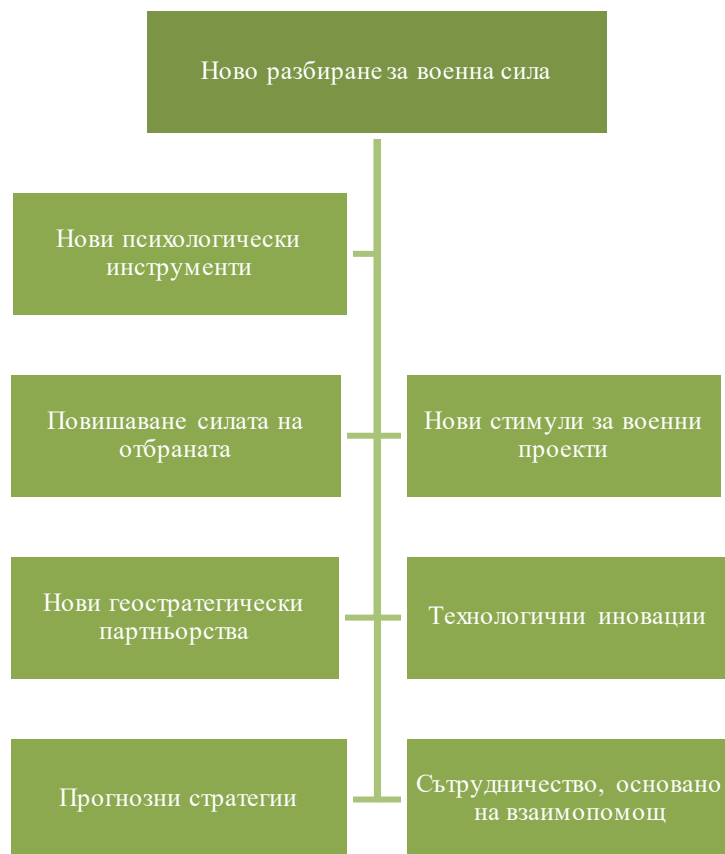 Ново разбиране за военна сила
Нови психологически
инструменти
Повишаване силата на
отбраната
Нови стимули за военни
проекти
Нови геостратегически
партньорства
Технологични иновации
Прогнозни стратегии
Сътрудничество, основано
на взаимопомощ